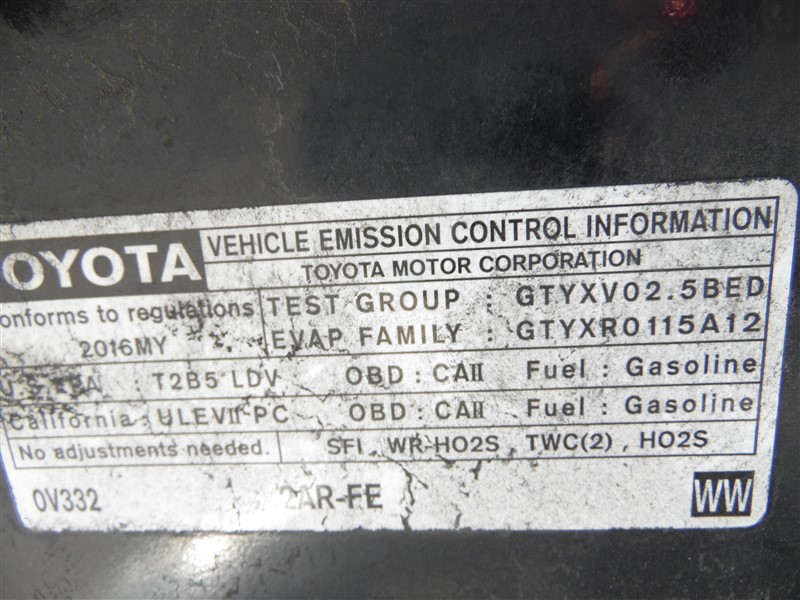 OYOTA VEHICLE EMISSION CONTROL INFORMATION
TOYOTA MOTOR CORPORATION
onforms to regulations TEST GROUP : GTYXV02.5BED
2016MY EVAP FAMILY : GTYXR0115A12
U.S.EPA : T2B5 LDV OBD : CAII Fuel : Gasoline
California : ULEVII PC OBD : CAII Fuel : Gasoline
No adjustments needed. SFI , WR-HO2S , TWC(2) , HO2S
0V332 2AR-FE WW